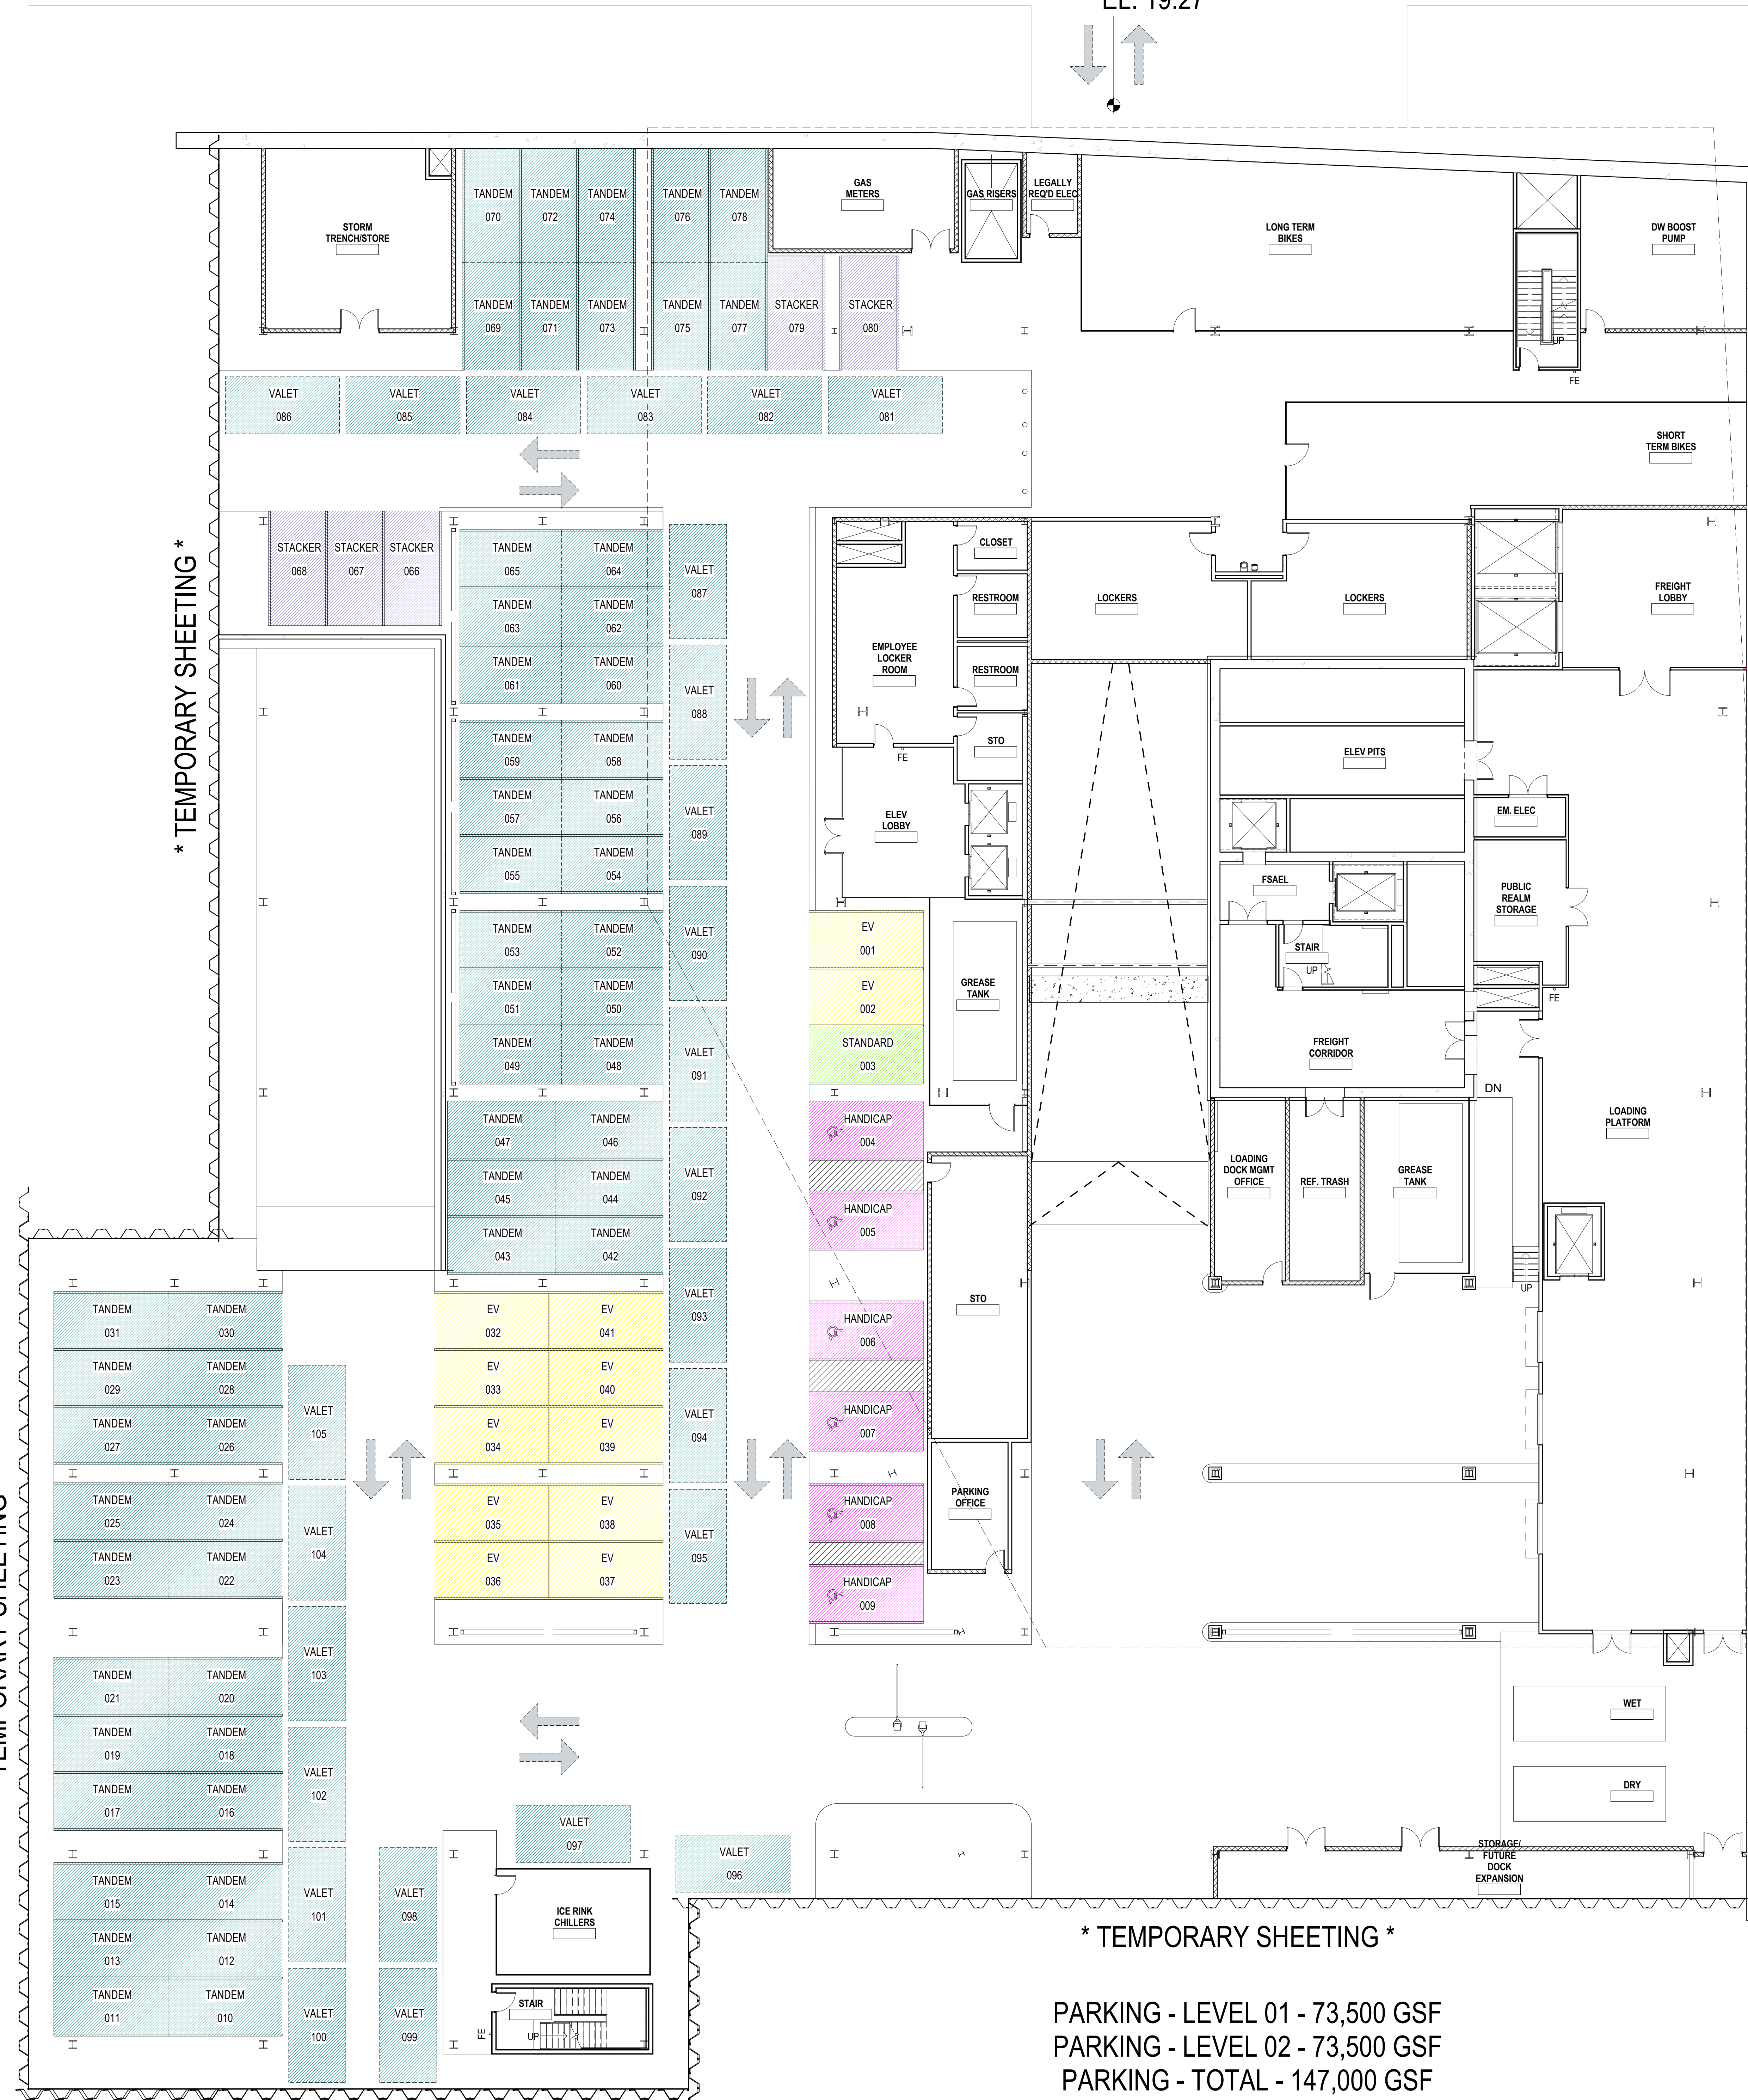 EL. 19.27
STORM
TRENCH/STORE
TANDEM
070
TANDEM
072
TANDEM
074
TANDEM
076
TANDEM
078
GAS
METERS
GAS RISERS
LEGALLY
REQ'D ELEC
LONG TERM
BIKES
DW BOOST
PUMP
TANDEM
069
TANDEM
071
TANDEM
073
TANDEM
075
TANDEM
077
STACKER
079
STACKER
080
UP
FE
VALET
086
VALET
085
VALET
084
VALET
083
VALET
082
VALET
081
SHORT
TERM BIKES
* TEMPORARY SHEETING *
STACKER
068
STACKER
067
STACKER
066
TANDEM
065
TANDEM
064
TANDEM
063
TANDEM
062
TANDEM
061
TANDEM
060
TANDEM
059
TANDEM
058
TANDEM
057
TANDEM
056
TANDEM
055
TANDEM
054
TANDEM
053
TANDEM
052
TANDEM
051
TANDEM
050
TANDEM
049
TANDEM
048
TANDEM
047
TANDEM
046
TANDEM
045
TANDEM
044
TANDEM
043
TANDEM
042
VALET
087
VALET
088
VALET
089
VALET
090
VALET
091
VALET
092
VALET
093
VALET
094
VALET
095
CLOSET
RESTROOM
EMPLOYEE
LOCKER
ROOM
RESTROOM
STO
FE
ELEV
LOBBY
LOCKERS
LOCKERS
FREIGHT
LOBBY
ELEV PITS
EM. ELEC
FSAEL
PUBLIC
REALM
STORAGE
STAIR
UP
FE
FREIGHT
CORRIDOR
DN
LOADING
PLATFORM
EV
001
EV
002
STANDARD
003
GREASE
TANK
HANDICAP
004
HANDICAP
005
HANDICAP
006
HANDICAP
007
HANDICAP
008
HANDICAP
009
STO
PARKING
OFFICE
LOADING
DOCK MGMT
OFFICE
REF. TRASH
GREASE
TANK
UP
TEMPORARY SHEETING
TANDEM
031
TANDEM
030
TANDEM
029
TANDEM
028
TANDEM
027
TANDEM
026
TANDEM
025
TANDEM
024
TANDEM
023
TANDEM
022
TANDEM
021
TANDEM
020
TANDEM
019
TANDEM
018
TANDEM
017
TANDEM
016
TANDEM
015
TANDEM
014
TANDEM
013
TANDEM
012
TANDEM
011
TANDEM
010
VALET
105
VALET
104
VALET
103
VALET
102
VALET
101
VALET
100
EV
032
EV
041
EV
033
EV
040
EV
034
EV
039
EV
035
EV
038
EV
036
EV
037
VALET
098
VALET
099
VALET
097
VALET
096
ICE RINK
CHILLERS
STAIR
UP
FE
WET
DRY
STORAGE/
FUTURE
DOCK
EXPANSION
* TEMPORARY SHEETING *
PARKING - LEVEL 01 - 73,500 GSF
PARKING - LEVEL 02 - 73,500 GSF
PARKING - TOTAL - 147,000 GSF